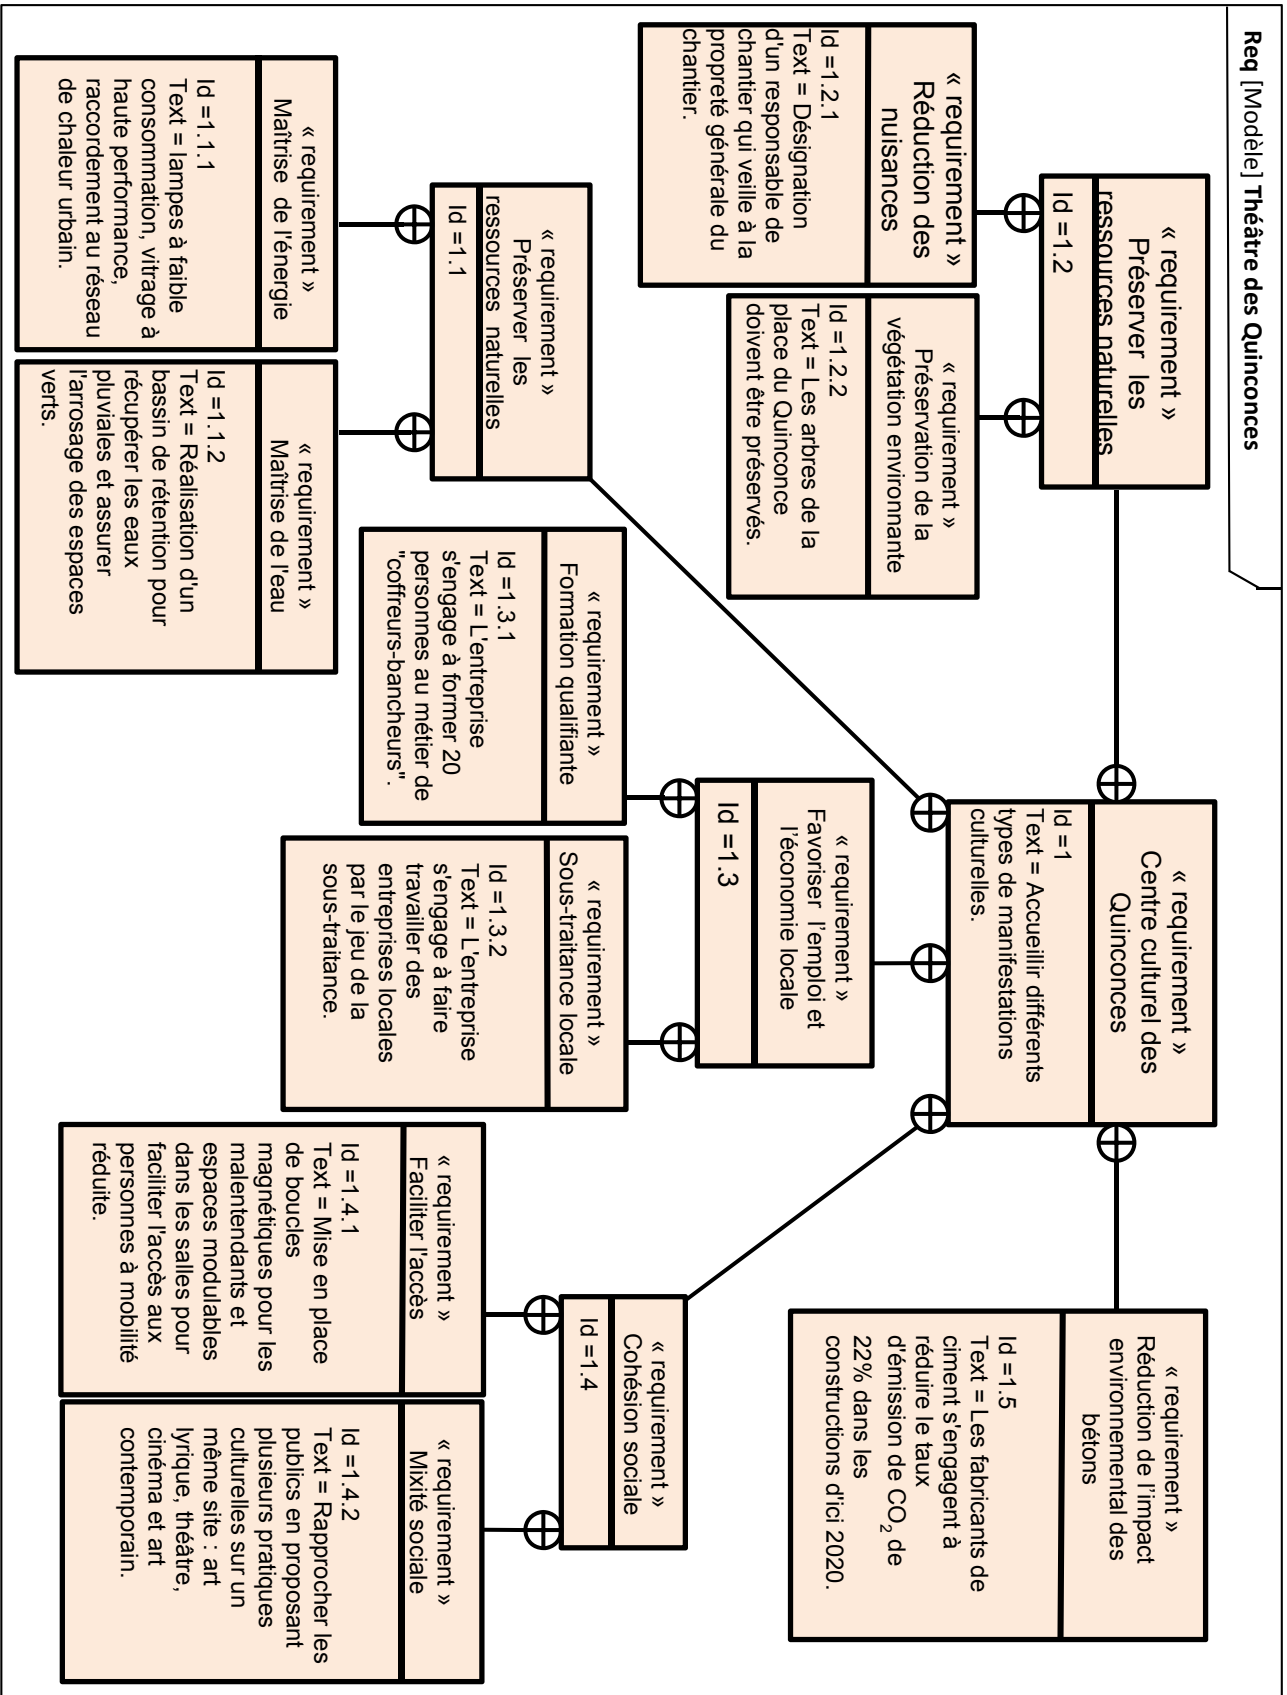 Req [Modèle] Théâtre des Quinconces
« requirement »
Préserver les
ressources naturelles
Id =1.2
« requirement »
Réduction des
nuisances
Id =1.2.1
Text = Désignation
d'un responsable de
chantier qui veille à la
propreté générale du
chantier.
« requirement »
Préservation de la
végétation environnante
Id =1.2.2
Text = Les arbres de la
place du Quinconce
doivent être préservés.
« requirement »
Centre culturel des
Quinconces
Id =1
Text = Accueillir différents
types de manifestations
culturelles.
« requirement »
Réduction de l'impact
environnemental des
bétons
Id =1.5
Text = Les fabricants de
ciment s'engagent à
réduire le taux
d'émission de CO₂ de
22% dans les
constructions d'ici 2020.
« requirement »
Préserver les
ressources naturelles
Id =1.1
« requirement »
Maîtrise de l'énergie
Id =1.1.1
Text = lampes à faible
consommation, vitrage à
haute performance,
raccordement au réseau
de chaleur urbain.
« requirement »
Maîtrise de l'eau
Id =1.1.2
Text = Réalisation d'un
bassin de rétention pour
récupérer les eaux
pluviales et assurer
l'arrosage des espaces
verts.
« requirement »
Favoriser l'emploi et
l'économie locale
Id =1.3
« requirement »
Formation qualifiante
Id =1.3.1
Text = L'entreprise
s'engage à former 20
personnes au métier de
"coffreurs-bancheurs".
« requirement »
Sous-traitance locale
Id =1.3.2
Text = L'entreprise
s'engage à faire
travailler des
entreprises locales
par le jeu de la
sous-traitance.
« requirement »
Cohésion sociale
Id =1.4
« requirement »
Faciliter l'accès
Id =1.4.1
Text = Mise en place
de boucles
magnétiques pour les
malentendants et
espaces modulables
dans les salles pour
faciliter l'accès aux
personnes à mobilité
réduite.
« requirement »
Mixité sociale
Id =1.4.2
Text = Rapprocher les
publics en proposant
plusieurs pratiques
culturelles sur un
même site : art
lyrique, théâtre,
cinéma et art
contemporain.